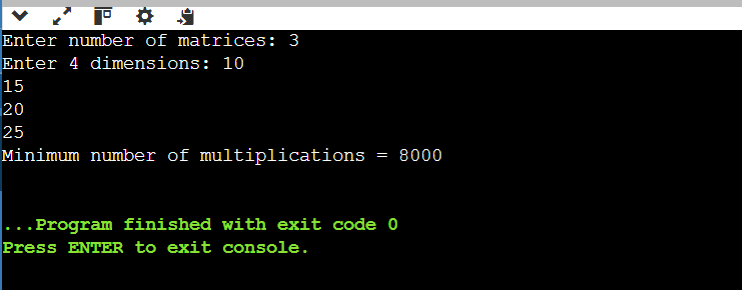 Enter number of matrices: 3
Enter 4 dimensions: 10
15
20
25
Minimum number of multiplications = 8000
...Program finished with exit code 0
Press ENTER to exit console.